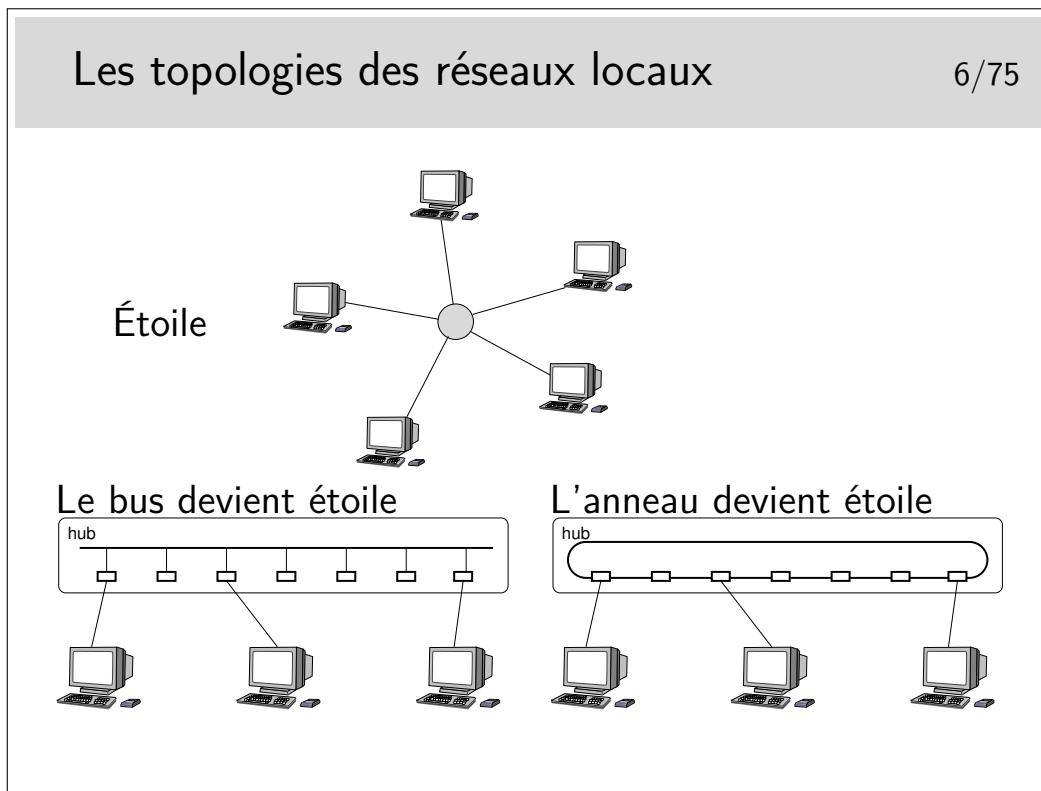 Les topologies des réseaux locaux 6/75
Étoile
Le bus devient étoile
hub
L'anneau devient étoile
hub